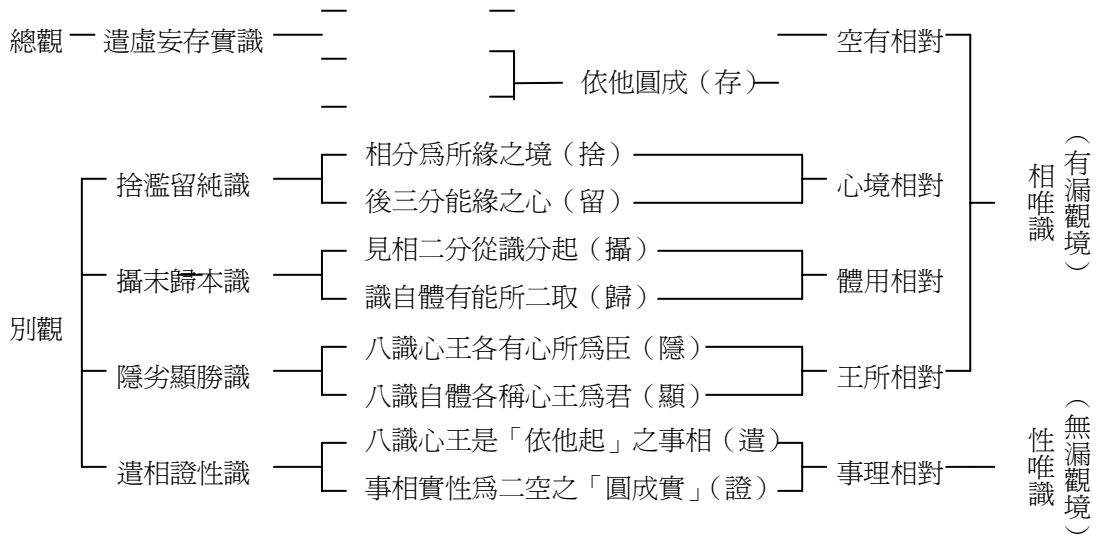 總觀 遣虛妄存實識 空有相對
依他圓成（存）
相分爲所緣之境（捨）
捨濫留純識 心境相對
後三分能緣之心（留）
見相二分從識分起（攝）
攝末歸本識 體用相對
識自體有能所二取（歸）
別觀
八識心王各有心所爲臣（隱）
隱劣顯勝識 王所相對
八識自體各稱心王爲君（顯）
八識心王是「依他起」之事相（遣）
遣相證性識 事理相對
事相實性爲二空之「圓成實」（證）
（有漏觀境）
相唯識
（無漏觀境）
性唯識